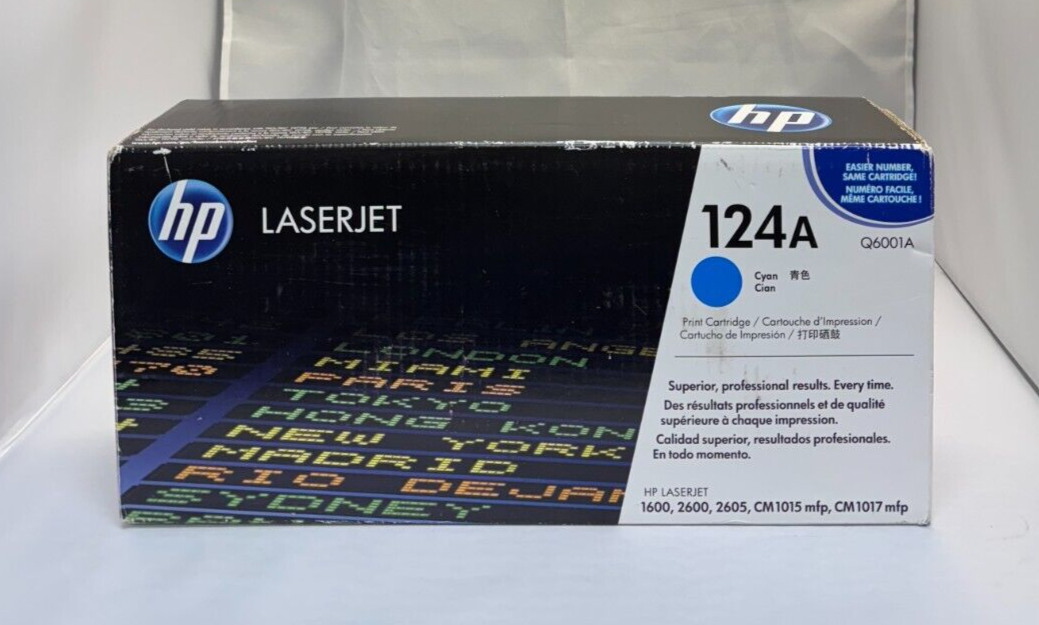 hp
hp
LASERJET
EASIER NUMBER,
SAME CARTRIDGE!
NUMÉRO FACILE,
MÊME CARTOUCHE !
124A
Q6001A
Cyan 青色
Cian
Print Cartridge / Cartouche d'Impression /
Cartucho de Impresión / 打印硒鼓
Superior, professional results. Every time.
Des résultats professionnels et de qualité
supérieure à chaque impression.
Calidad superior, resultados profesionales.
En todo momento.
HP LASERJET
1600, 2600, 2605, CM1015 mfp, CM1017 mfp
ANGE
LONDON
MIAMI
PARIS
TOKYO
HONG KON
NEW YORK
MADRID
RIO DEJAN
SYDNEY